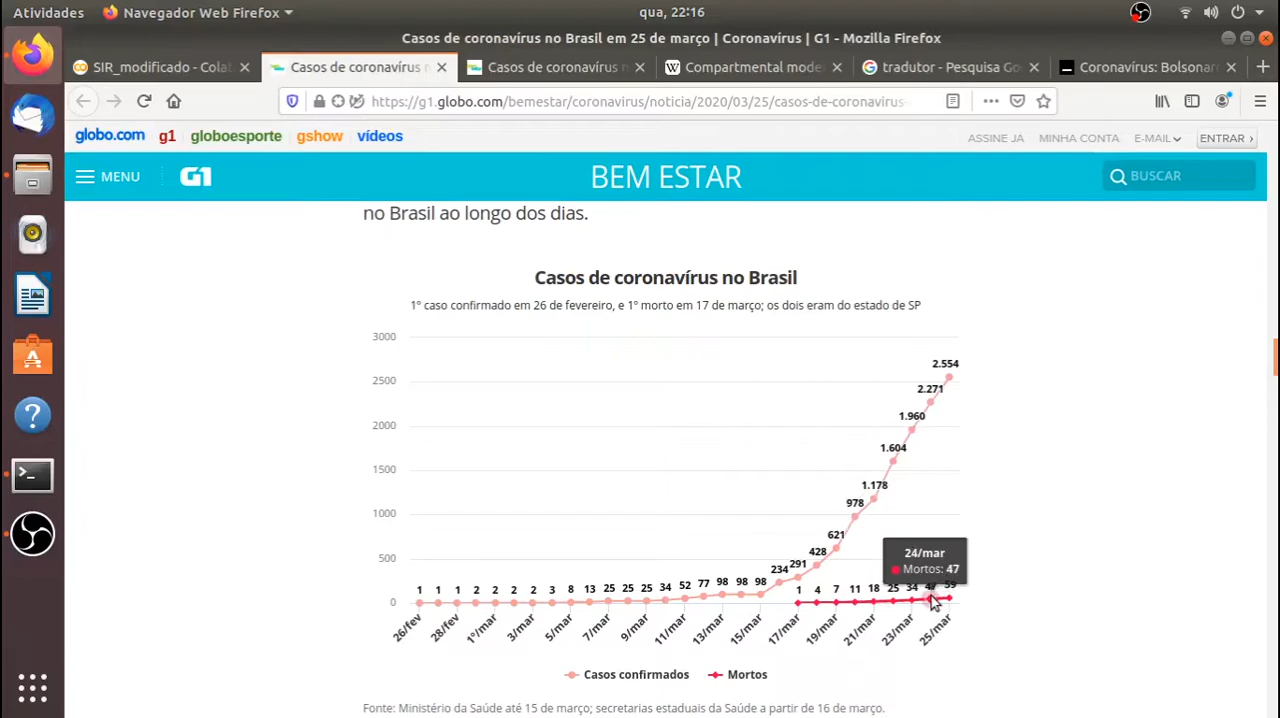 Atividades Navegador Web Firefox qua, 22:16
Casos de coronavírus no Brasil em 25 de março | Coronavírus | G1 - Mozilla Firefox
SIR_modificado - Cola Casos de coronavírus n Casos de coronavírus n Compartmental mode tradutor - Pesquisa Go Coronavírus: Bolsonar
https://g1.globo.com/bemestar/coronavirus/noticia/2020/03/25/casos-de-coronavirus-
globo.com g1 globoesporte gshow vídeos ASSINE JÁ MINHA CONTA E-MAIL ENTRAR ›
MENU G1 BEM ESTAR BUSCAR
no Brasil ao longo dos dias.
Casos de coronavírus no Brasil
1º caso confirmado em 26 de fevereiro, e 1º morto em 17 de março; os dois eram do estado de SP
3000
2.554
2500
2.271
2000
1.960
1.604
1500
1.178
1000
978
621
500
428
291
234
24/mar
Mortos: 47
1 1 1 2 2 2 2 3 8 13 25 25 25 34 52 77 98 98 98 1 4 7 11 18 25 34 47 59
0
26/fev 28/fev 1º/mar 3/mar 5/mar 7/mar 9/mar 11/mar 13/mar 15/mar 17/mar 19/mar 21/mar 23/mar 25/mar
Casos confirmados Mortos
Fonte: Ministério da Saúde até 15 de março; secretarias estaduais da Saúde a partir de 16 de março.